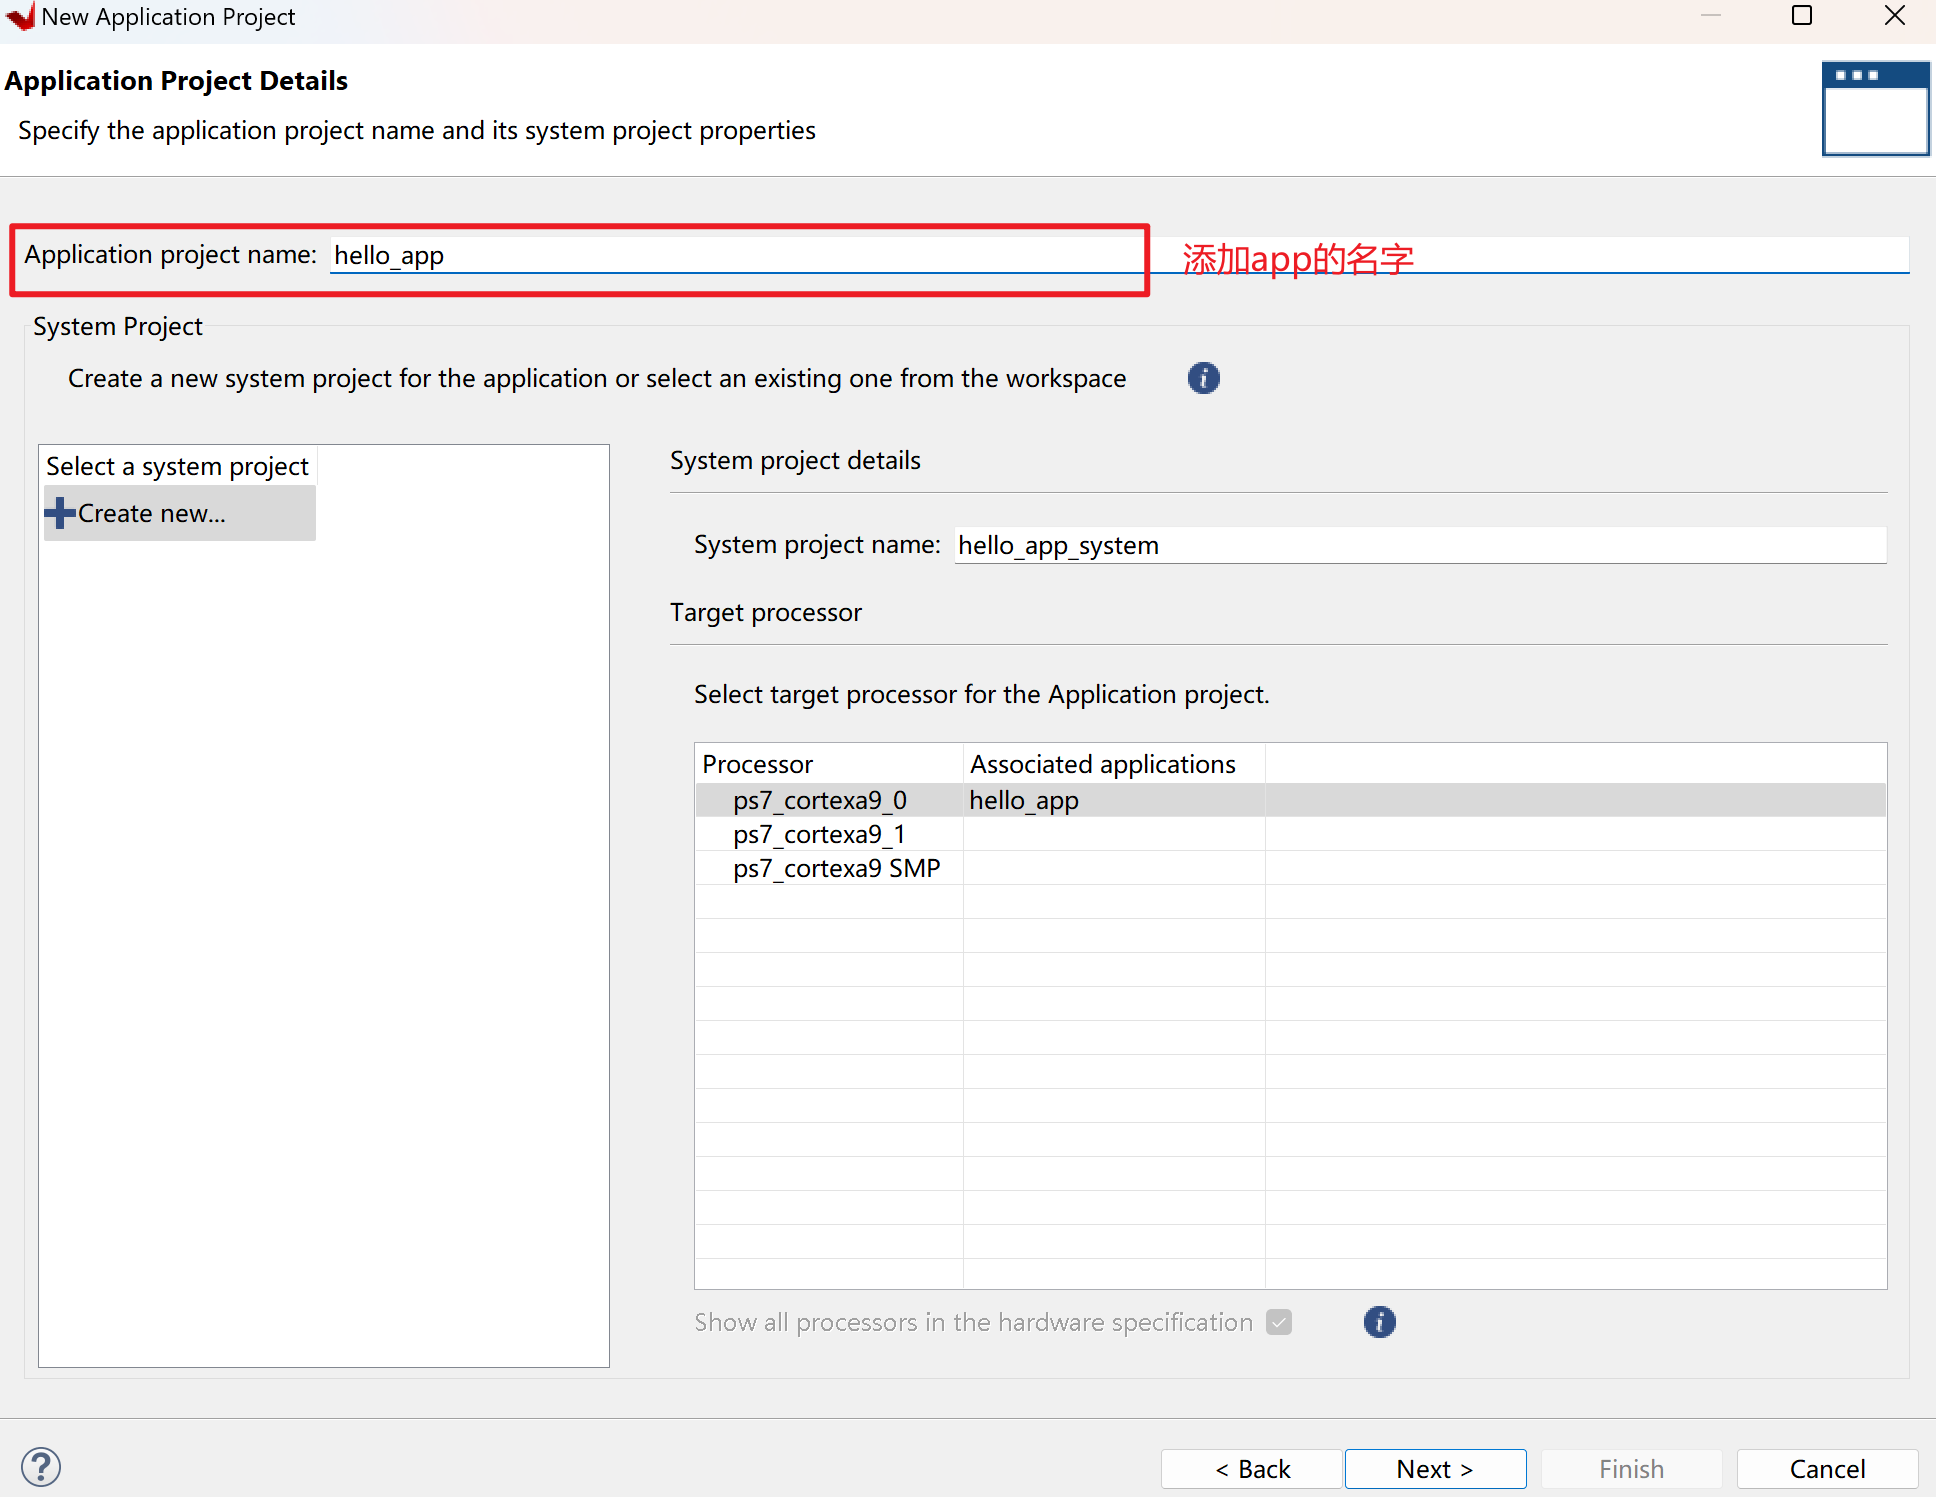 New Application Project
Application Project Details
Specify the application project name and its system project properties
Application project name: hello_app
添加app的名字
System Project
Create a new system project for the application or select an existing one from the workspace
Select a system project
Create new...
System project details
System project name: hello_app_system
Target processor
Select target processor for the Application project.
Processor Associated applications
ps7_cortexa9_0 hello_app
ps7_cortexa9_1
ps7_cortexa9 SMP
Show all processors in the hardware specification
< Back Next > Finish Cancel